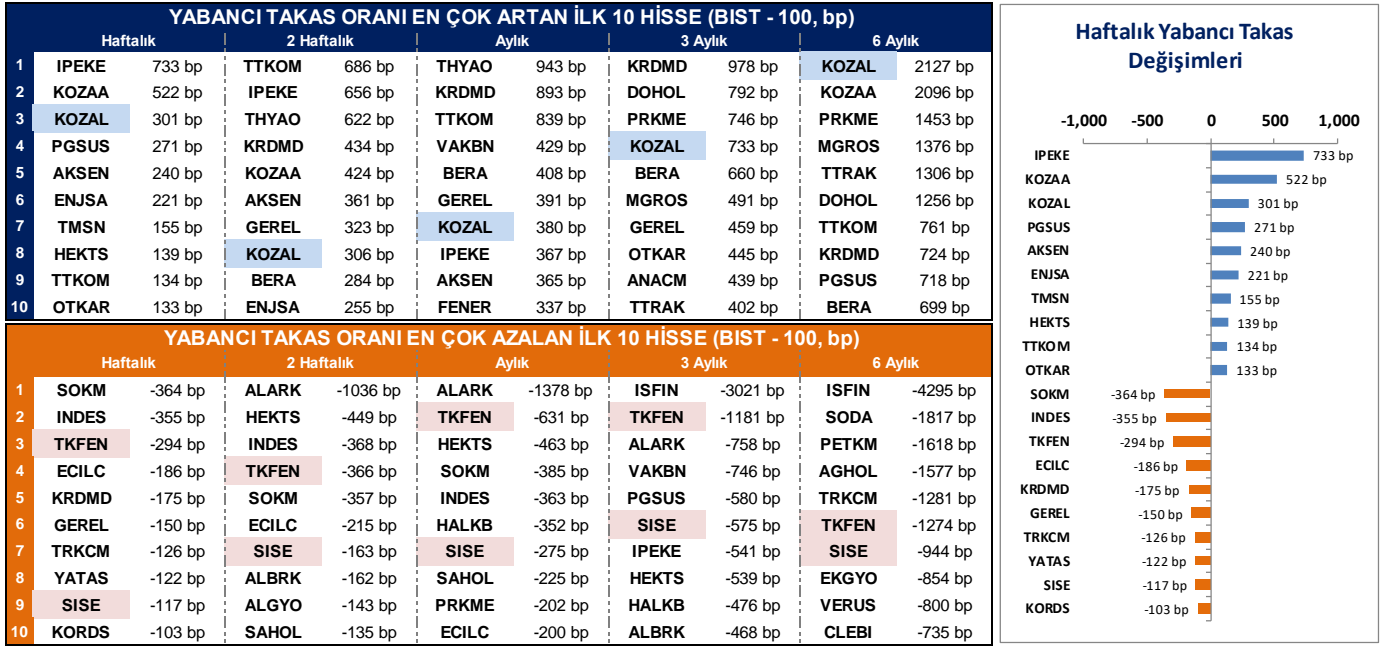 YABANCI TAKAS ORANI EN ÇOK ARTAN İLK 10 HİSSE (BIST - 100, bp)
Haftalık 2 Haftalık Aylık 3 Aylık 6 Aylık
1 IPEKE 733 bp TTKOM 686 bp THYAO 943 bp KRDMD 978 bp KOZAL 2127 bp
2 KOZAA 522 bp IPEKE 656 bp KRDMD 893 bp DOHOL 792 bp KOZAA 2096 bp
3 KOZAL 301 bp THYAO 622 bp TTKOM 839 bp PRKME 746 bp PRKME 1453 bp
4 PGSUS 271 bp KRDMD 434 bp VAKBN 429 bp KOZAL 733 bp MGROS 1376 bp
5 AKSEN 240 bp KOZAA 424 bp BERA 408 bp BERA 660 bp TTRAK 1306 bp
6 ENJSA 221 bp AKSEN 361 bp GEREL 391 bp MGROS 491 bp DOHOL 1256 bp
7 TMSN 155 bp GEREL 323 bp KOZAL 380 bp GEREL 459 bp TTKOM 761 bp
8 HEKTS 139 bp KOZAL 306 bp IPEKE 367 bp OTKAR 445 bp KRDMD 724 bp
9 TTKOM 134 bp BERA 284 bp AKSEN 365 bp ANACM 439 bp PGSUS 718 bp
10 OTKAR 133 bp ENJSA 255 bp FENER 337 bp TTRAK 402 bp BERA 699 bp
YABANCI TAKAS ORANI EN ÇOK AZALAN İLK 10 HİSSE (BIST - 100, bp)
Haftalık 2 Haftalık Aylık 3 Aylık 6 Aylık
1 SOKM -364 bp ALARK -1036 bp ALARK -1378 bp ISFIN -3021 bp ISFIN -4295 bp
2 INDES -355 bp HEKTS -449 bp TKFEN -631 bp TKFEN -1181 bp SODA -1817 bp
3 TKFEN -294 bp INDES -368 bp HEKTS -463 bp ALARK -758 bp PETKM -1618 bp
4 ECILC -186 bp TKFEN -366 bp SOKM -385 bp VAKBN -746 bp AGHOL -1577 bp
5 KRDMD -175 bp SOKM -357 bp INDES -363 bp PGSUS -580 bp TRKCM -1281 bp
6 GEREL -150 bp ECILC -215 bp HALKB -352 bp SISE -575 bp TKFEN -1274 bp
7 TRKCM -126 bp SISE -163 bp SISE -275 bp IPEKE -541 bp SISE -944 bp
8 YATAS -122 bp ALBRK -162 bp SAHOL -225 bp HEKTS -539 bp EKGYO -854 bp
9 SISE -117 bp ALGYO -143 bp PRKME -202 bp HALKB -476 bp VERUS -800 bp
10 KORDS -103 bp SAHOL -135 bp ECILC -200 bp ALBRK -468 bp CLEBI -735 bp
Haftalık Yabancı Takas
Değişimleri
-1,000 -500 0 500 1,000
IPEKE 733 bp
KOZAA 522 bp
KOZAL 301 bp
PGSUS 271 bp
AKSEN 240 bp
ENJSA 221 bp
TMSN 155 bp
HEKTS 139 bp
TTKOM 134 bp
OTKAR 133 bp
SOKM -364 bp
INDES -355 bp
TKFEN -294 bp
ECILC -186 bp
KRDMD -175 bp
GEREL -150 bp
TRKCM -126 bp
YATAS -122 bp
SISE -117 bp
KORDS -103 bp